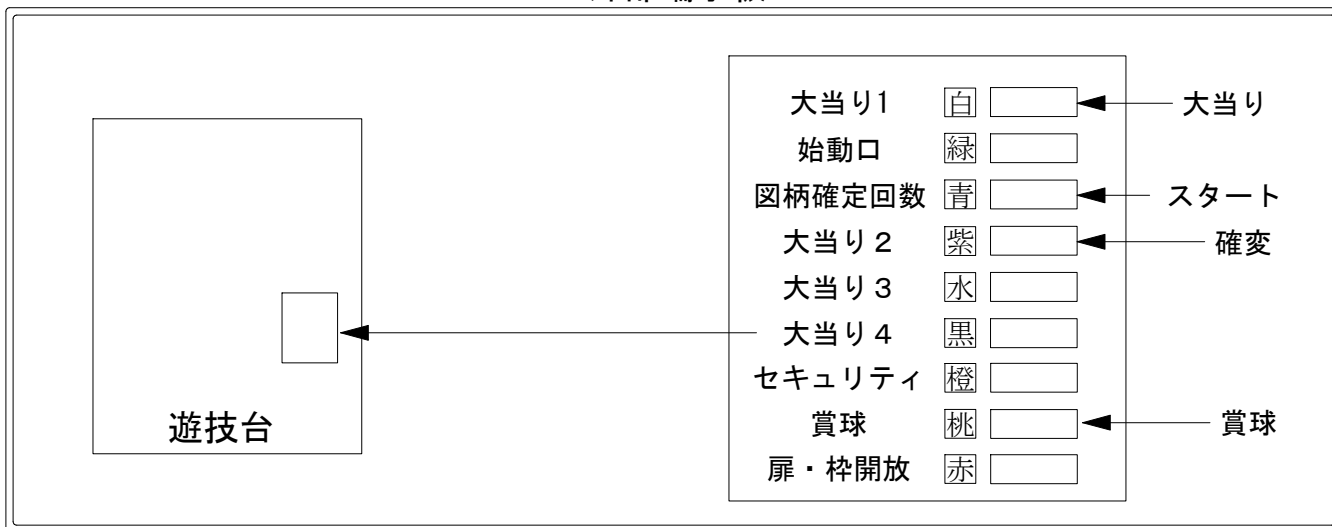 大当り1 白 大当り
始動口 緑
図柄確定回数 青 スタート
大当り２ 紫 確変
大当り３ 水
大当り４ 黒
セキュリティ 橙
賞球 桃 賞球
扉・枠開放 赤
遊技台